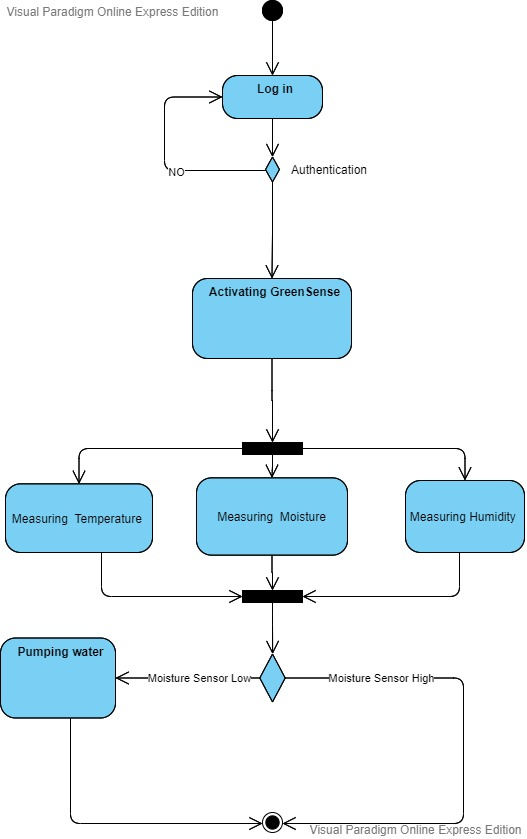 Visual Paradigm Online Express Edition
Log in
NO
Authentication
Activating GreenSense
Measuring Temperature
Measuring Moisture
Measuring Humidity
Pumping water
Moisture Sensor Low
Moisture Sensor High
Visual Paradigm Online Express Edition